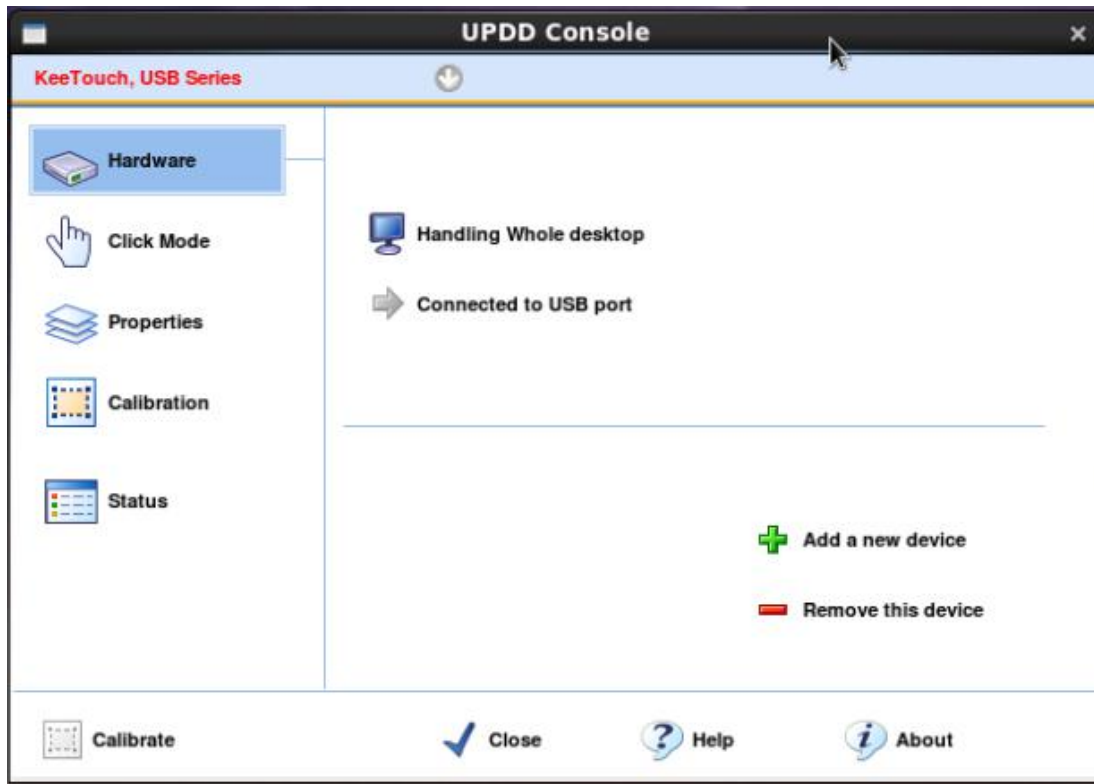 UPDD Console
KeeTouch, USB Series
Hardware
Click Mode
Properties
Calibration
Status
Handling Whole desktop
Connected to USB port
Add a new device
Remove this device
Calibrate
Close
Help
About